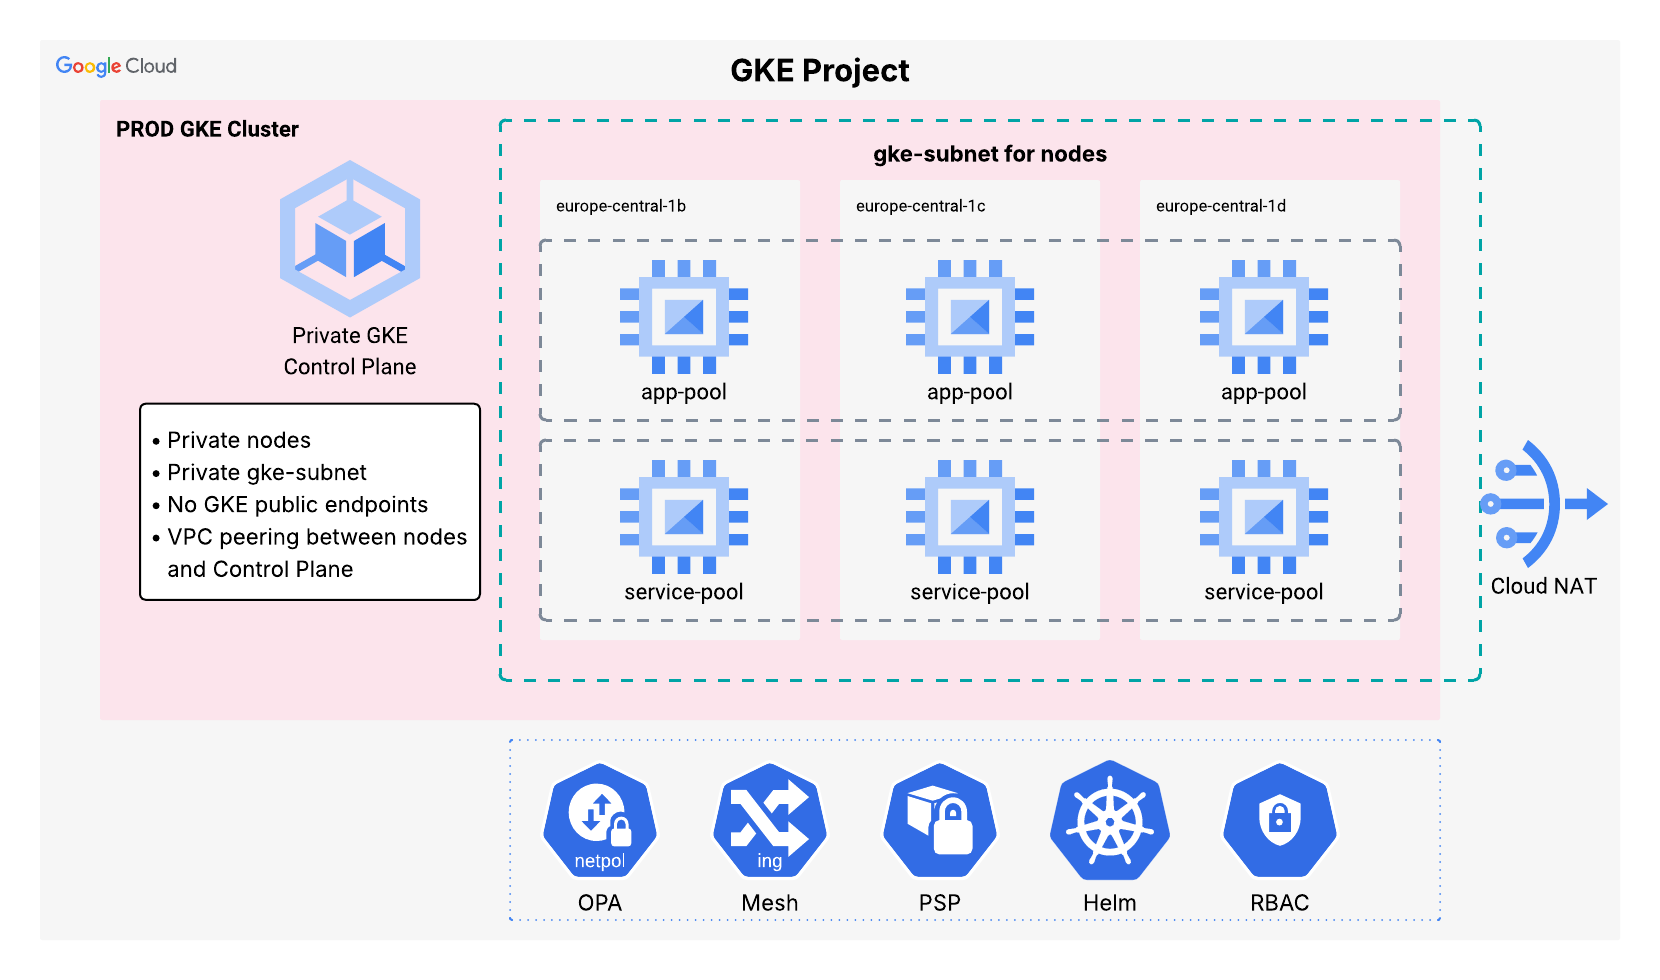 Google Cloud
GKE Project
PROD GKE Cluster
gke-subnet for nodes
europe-central-1b
europe-central-1c
europe-central-1d
Private GKE
Control Plane
app-pool
app-pool
app-pool
• Private nodes
• Private gke-subnet
• No GKE public endpoints
• VPC peering between nodes
and Control Plane
service-pool
service-pool
service-pool
Cloud NAT
netpol
ing
OPA
Mesh
PSP
Helm
RBAC